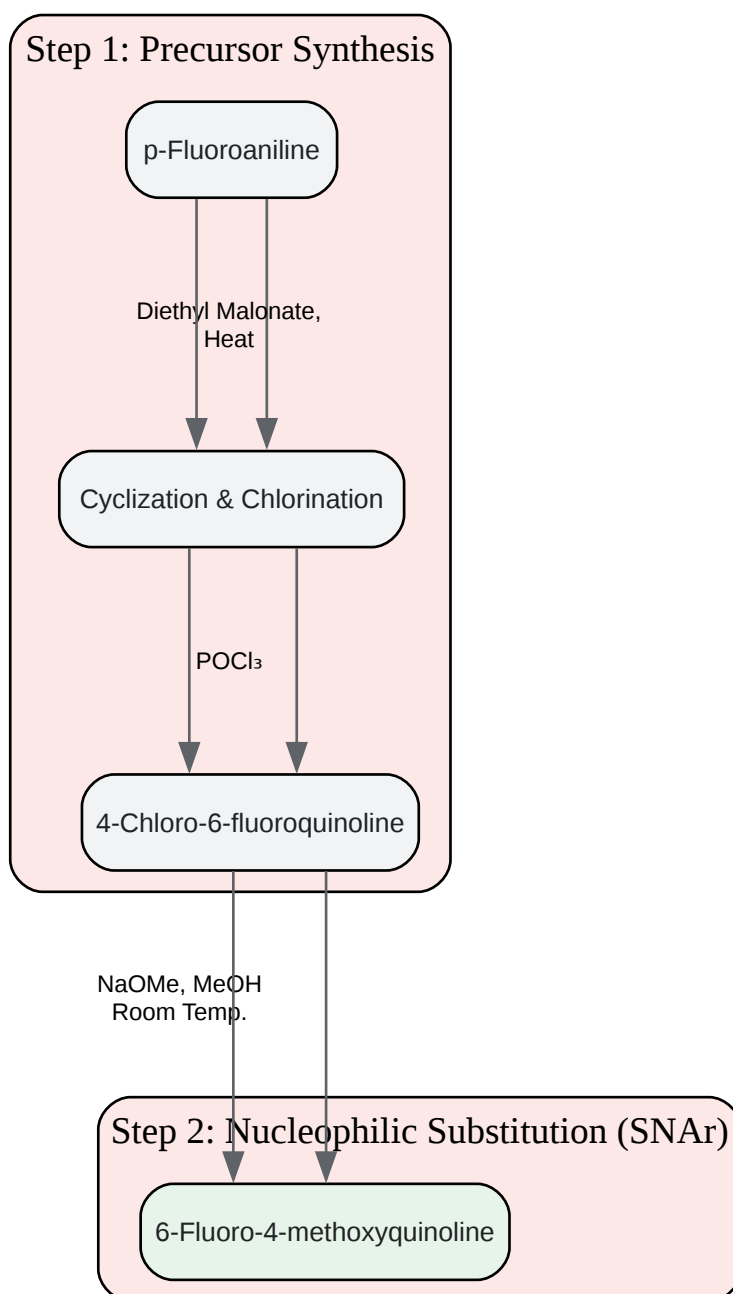 Step 1: Precursor Synthesis
p-Fluoroaniline
Diethyl Malonate,
Heat
Cyclization & Chlorination
POCl₃
4-Chloro-6-fluoroquinoline
NaOMe, MeOH
Room Temp.
Step 2: Nucleophilic Substitution (SNAr)
6-Fluoro-4-methoxyquinoline